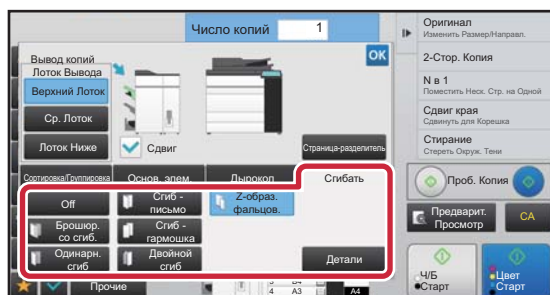 Число копий 1
Вывод копий
OK
Лоток Вывода
Верхний Лоток
Ср. Лоток
Лоток Ниже
Сдвиг
Страница-разделитель
Сортировка/Группировка
Основ. элем.
Дырокол
Сгибать
Off
Сгиб -
письмо
Z-образ.
фальцов.
Брошюр.
со сгиб.
Сгиб -
гармошка
Одинарн.
сгиб
Двойной
сгиб
Детали
Прочие
4 A3
A4
Оригинал
Изменить Размер/Направл.
2-Стор. Копия
N в 1
Поместить Неск. Стр. на Одной
Сдвиг края
Сдвинуть для Корешка
Стирание
Стереть Окруж. Тени
Проб. Копия
Предварит.
Просмотр
CA
Ч/Б
Старт
Цвет
Старт